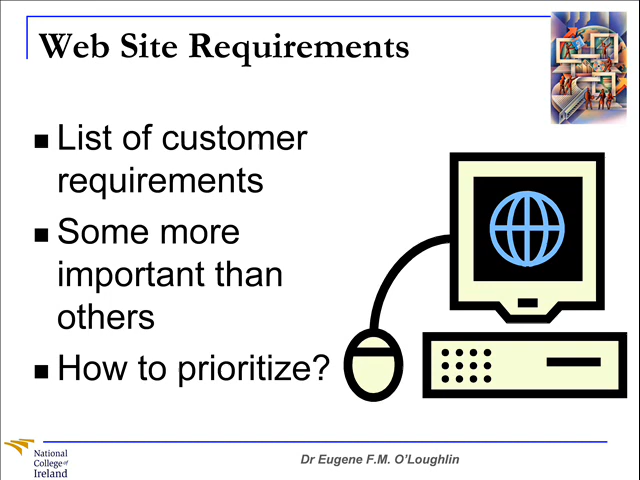 Web Site Requirements
List of customer
requirements
Some more
important than
others
How to prioritize?
National
College of
Ireland
Dr Eugene F.M. O'Loughlin